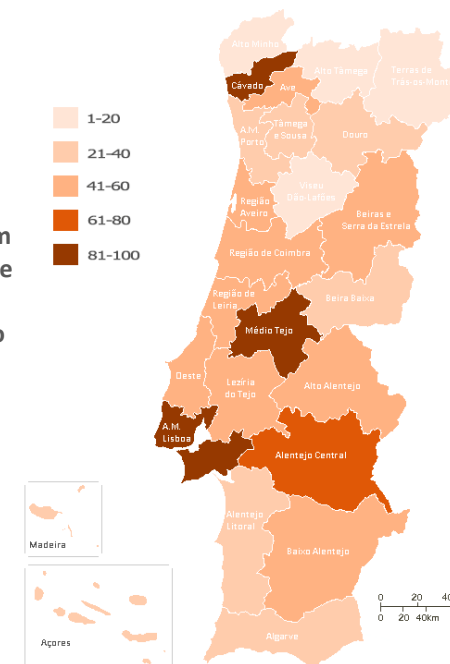 Alto Minho
Cávado
Ave
Alto Tâmega
Terras de
Trás-os-Mont
1-20
21-40
41-60
61-80
81-100
A.M.
Porto
Tâmega
e Sousa
Douro
Viseu
Dão-Lafões
Região
Aveiro
Beiras e
Serra da Estrela
m
e
o
Região de Coimbra
Região de
Leiria
Beira Baixa
Médio Tejo
Oeste
Lezíria
do Tejo
Alto Alentejo
A.M.
Lisboa
Alentejo Central
Alentejo
Litoral
Baixo Alentejo
Madeira
Açores
Algarve
0 20 40
0 20 40km